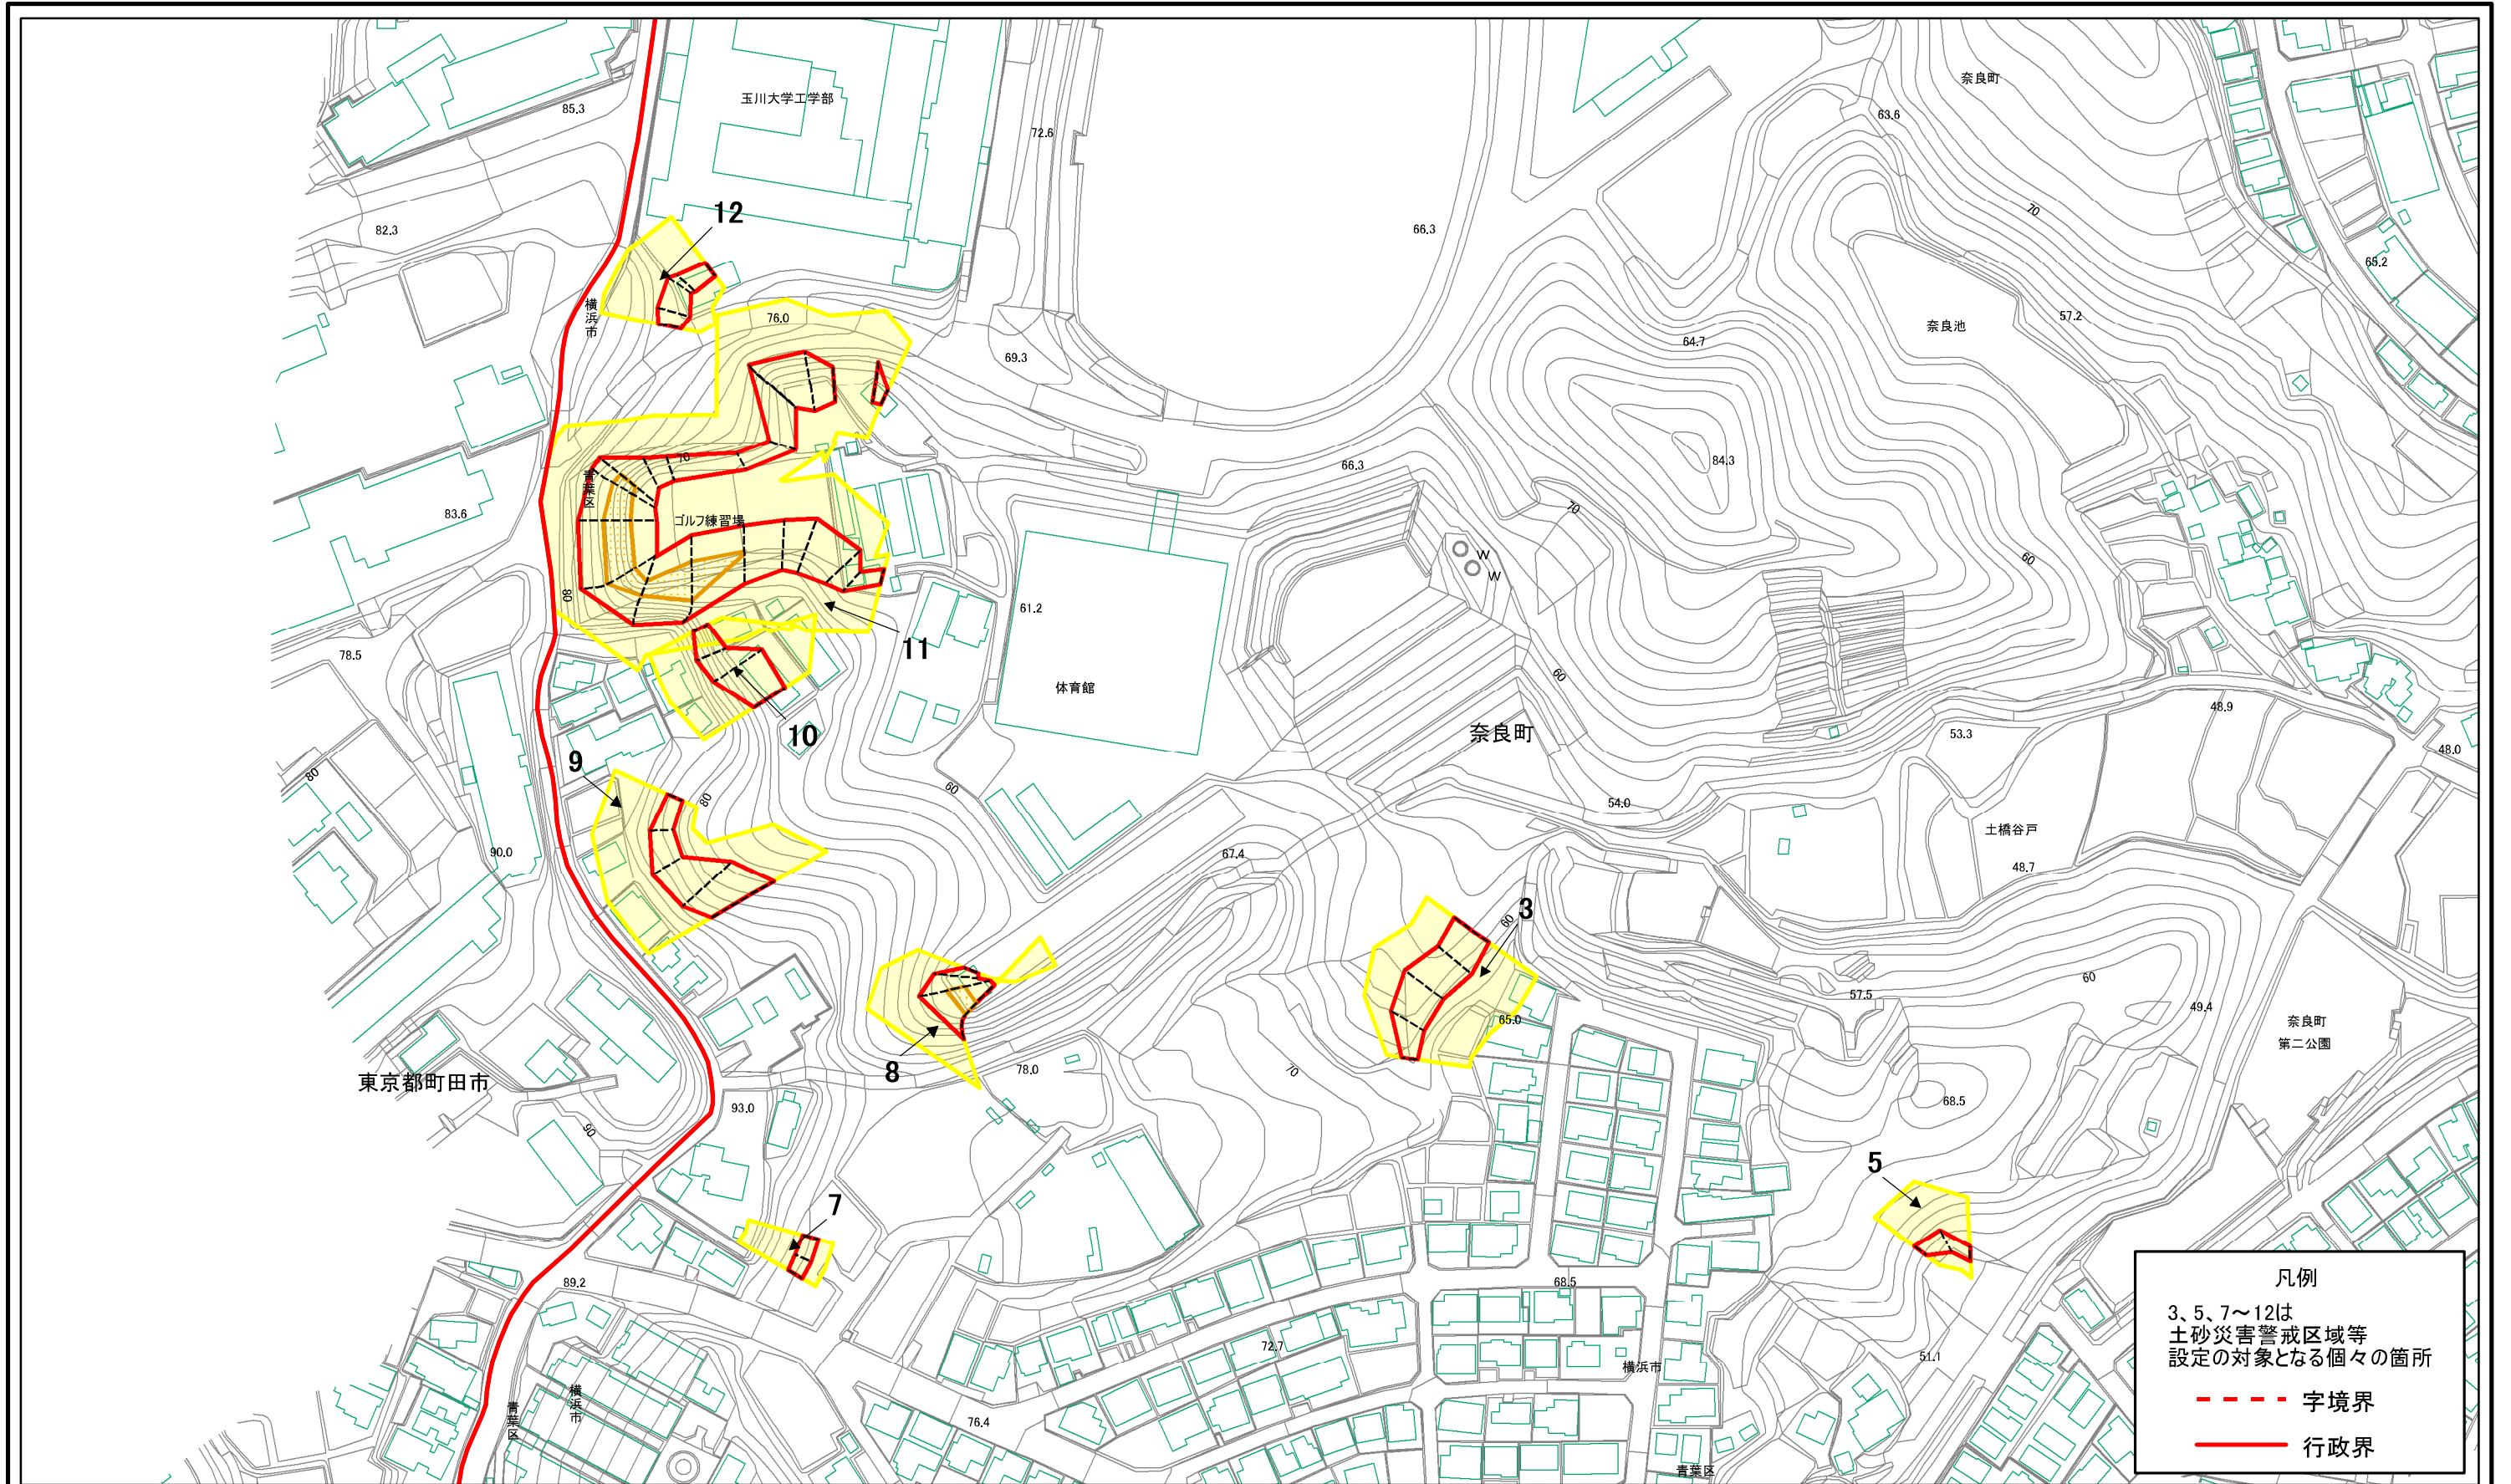 玉川大学工学部
奈良町
85.3
72.6
63.6
12
82.3
66.3
70
65.2
横浜市
76.0
57.2
奈良池
64.7
69.3
70
84.3
66.3
青葉区
83.6
ゴルフ練習場
70
W
W
60
80
61.2
11
78.5
体育館
60
10
奈良町
48.9
53.3
48.0
9
80
80
60
54.0
土橋谷戸
90.0
67.4
48.7
3
60
60
57.5
49.4
65.0
奈良町
第二公園
8
78.0
70
東京都町田市
93.0
68.5
90
5
7
89.2
68.5
凡例
3、5、7～12は
土砂災害警戒区域等
設定の対象となる個々の箇所
字境界
行政界
72.7
横浜市
51.1
横浜市
青葉区
76.4
青葉区